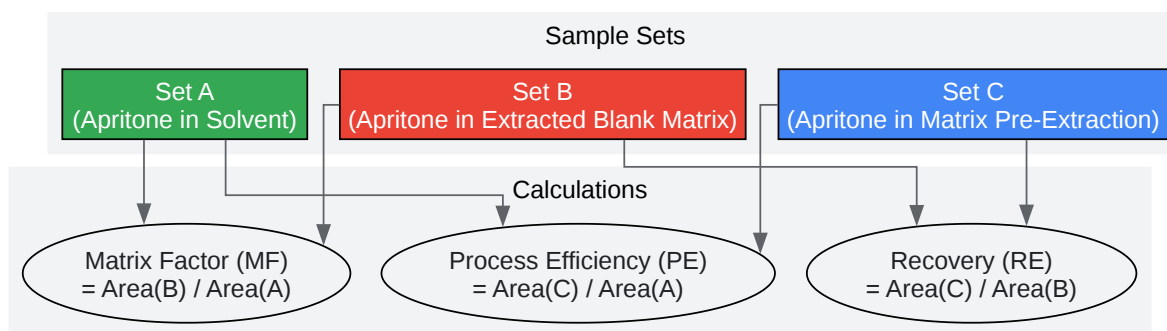 Sample Sets
Set A
(Apritone in Solvent)
Set B
(Apritone in Extracted Blank Matrix)
Set C
(Apritone in Matrix Pre-Extraction)
Calculations
Matrix Factor (MF)
= Area(B) / Area(A)
Process Efficiency (PE)
= Area(C) / Area(A)
Recovery (RE)
= Area(C) / Area(B)